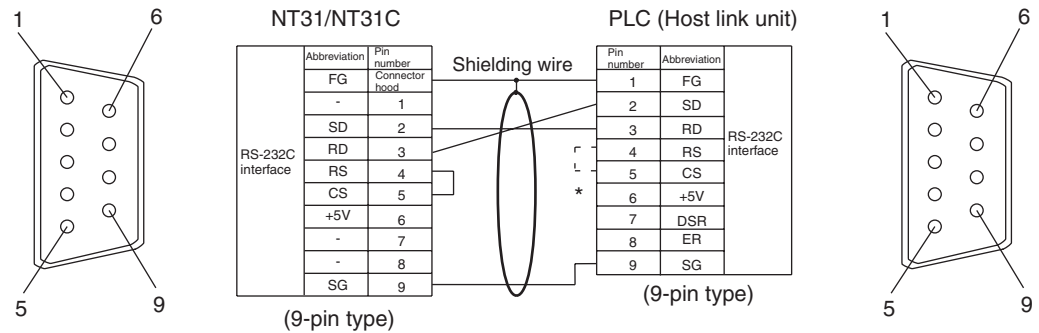 1
6
5
9
NT31/NT31C
RS-232C interface
Abbreviation Pin number
FG Connector hood
- 1
SD 2
RD 3
RS 4
CS 5
+5V 6
- 7
- 8
SG 9
(9-pin type)
Shielding wire
*
PLC (Host link unit)
Pin number Abbreviation
1 FG
2 SD
3 RD
4 RS
5 CS
6 +5V
7 DSR
8 ER
9 SG
RS-232C interface
(9-pin type)
1
6
5
9